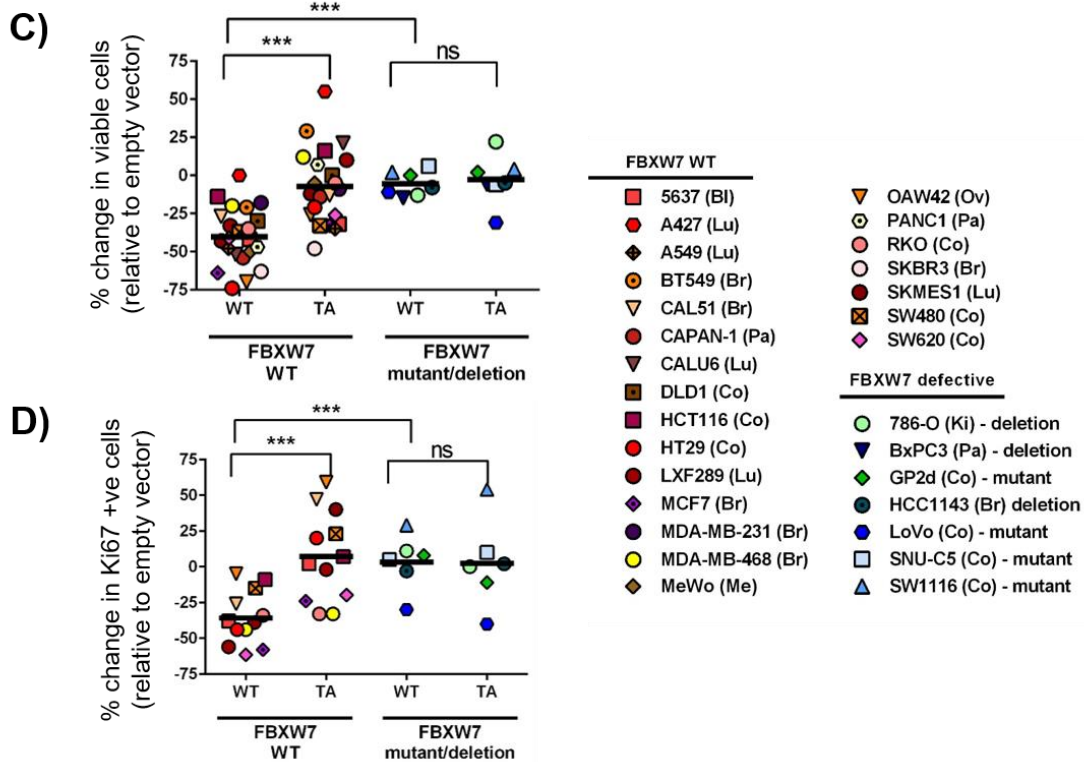 C)
***
***
ns
% change in viable cells
(relative to empty vector)
75
50
25
0
-25
-50
-75
WT
TA
WT
TA
FBXW7
WT
FBXW7
mutant/deletion
D)
***
***
ns
% change in Ki67 +ve cells
(relative to empty vector)
75
50
25
0
-25
-50
-75
WT
TA
WT
TA
FBXW7
WT
FBXW7
mutant/deletion
FBXW7 WT
5637 (Bl)
A427 (Lu)
A549 (Lu)
BT549 (Br)
CAL51 (Br)
CAPAN-1 (Pa)
CALU6 (Lu)
DLD1 (Co)
HCT116 (Co)
HT29 (Co)
LXF289 (Lu)
MCF7 (Br)
MDA-MB-231 (Br)
MDA-MB-468 (Br)
MeWo (Me)
OAW42 (Ov)
PANC1 (Pa)
RKO (Co)
SKBR3 (Br)
SKMES1 (Lu)
SW480 (Co)
SW620 (Co)
FBXW7 defective
786-O (Ki) - deletion
BxPC3 (Pa) - deletion
GP2d (Co) - mutant
HCC1143 (Br) deletion
LoVo (Co) - mutant
SNU-C5 (Co) - mutant
SW1116 (Co) - mutant